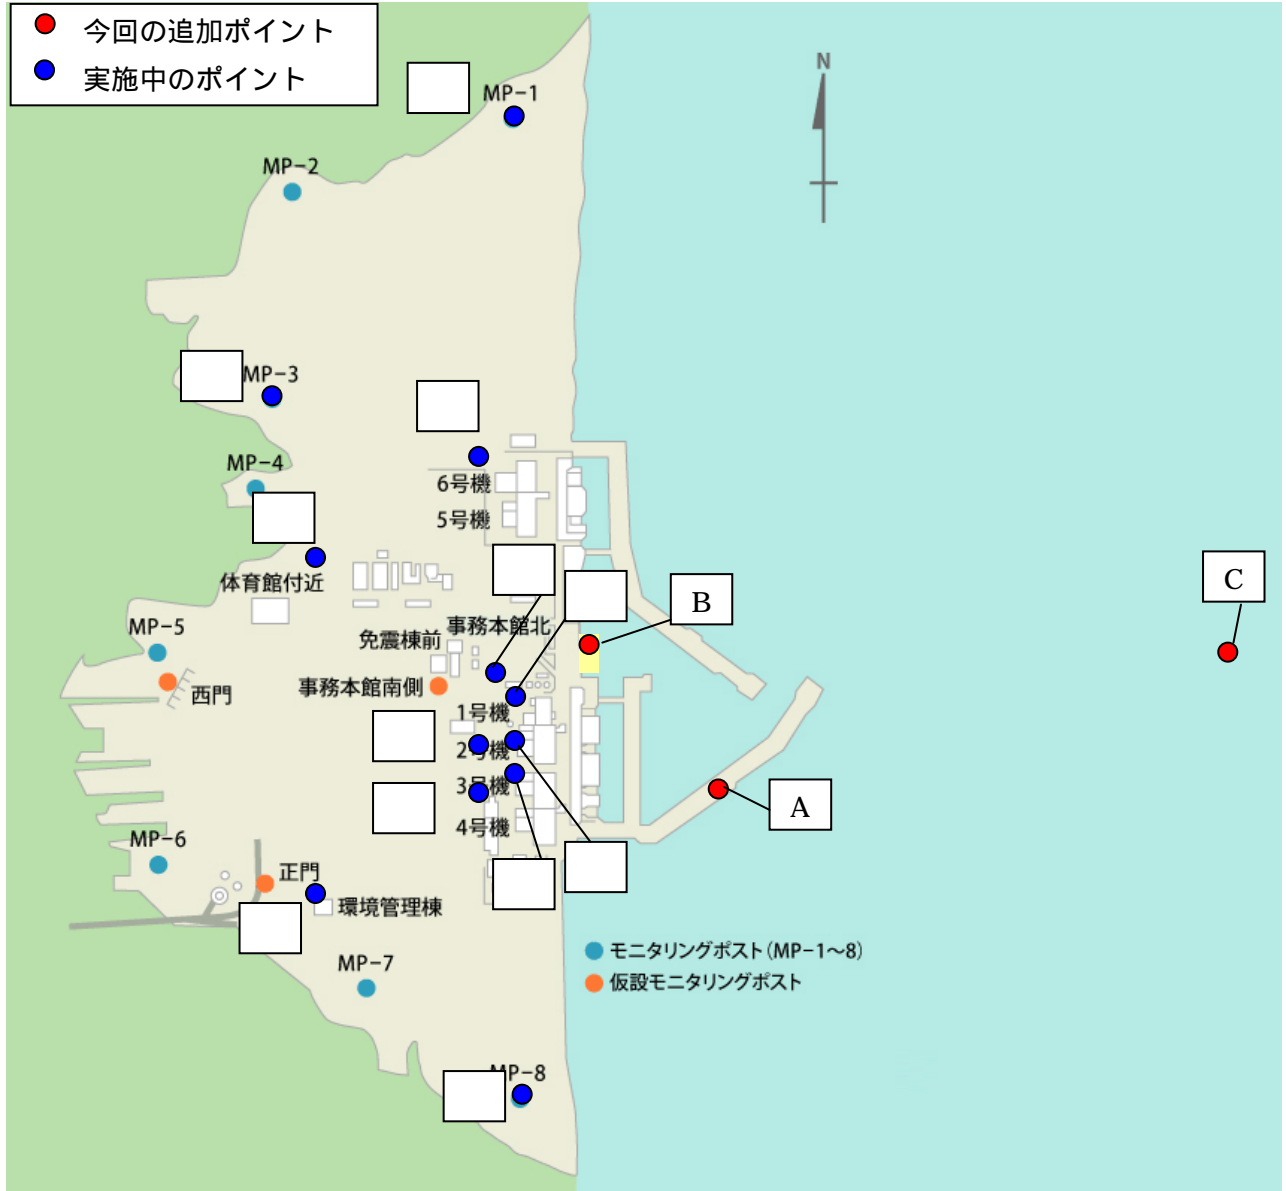 今回の追加ポイント
実施中のポイント
N
MP-1
MP-2
MP-3
MP-4
6号機
5号機
体育館付近
C
B
事務本館北
MP-5
免震棟前
西門
事務本館南側
1号機
2号機
3号機
A
4号機
MP-6
正門
環境管理棟
モニタリングポスト(MP-1～8)
MP-7
仮設モニタリングポスト
MP-8